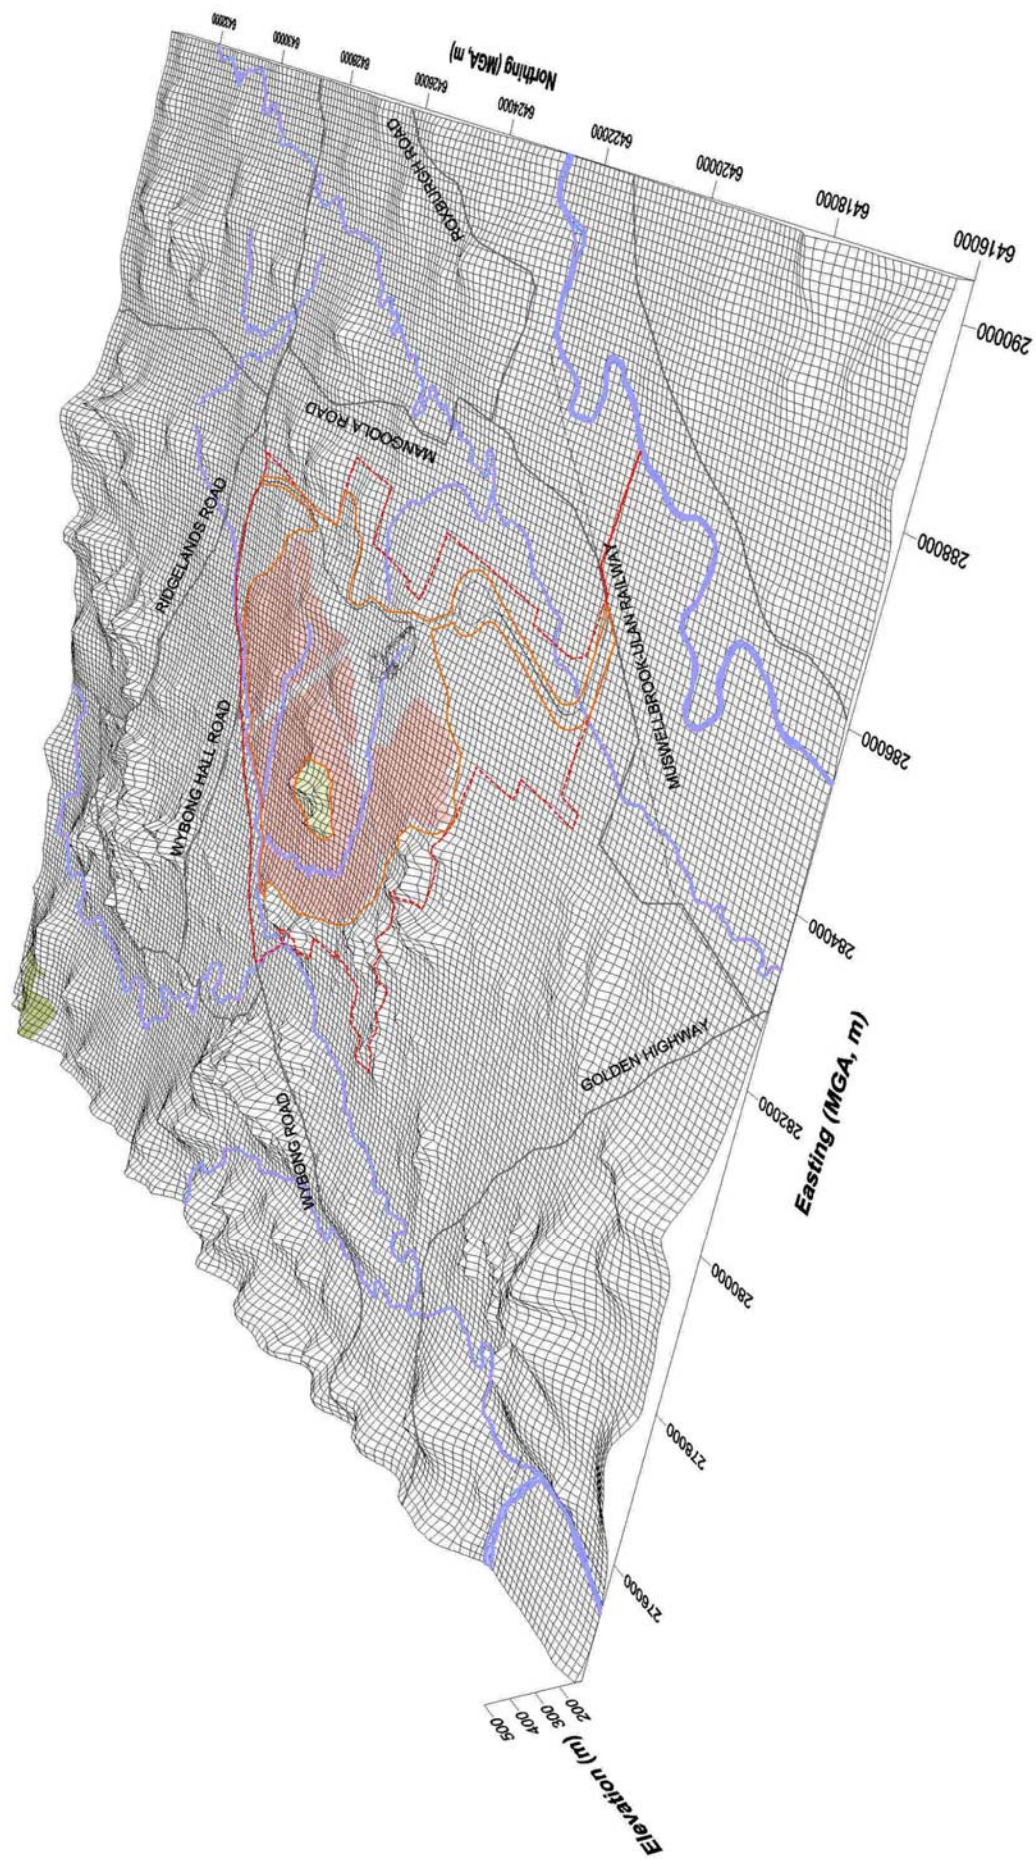 Northing (MGA, m)
6432000
6430000
6428000
6426000
6424000
6422000
6420000
6418000
6416000
ROXBURGH ROAD
MANGOOLA ROAD
RIDGELANDS ROAD
WYBONG HALL ROAD
MUSWELLBROOK-ULAN RAILWAY
GOLDEN HIGHWAY
WYBONG ROAD
290000
288000
286000
284000
282000
280000
278000
276000
Easting (MGA, m)
500
400
300
200
Elevation (m)